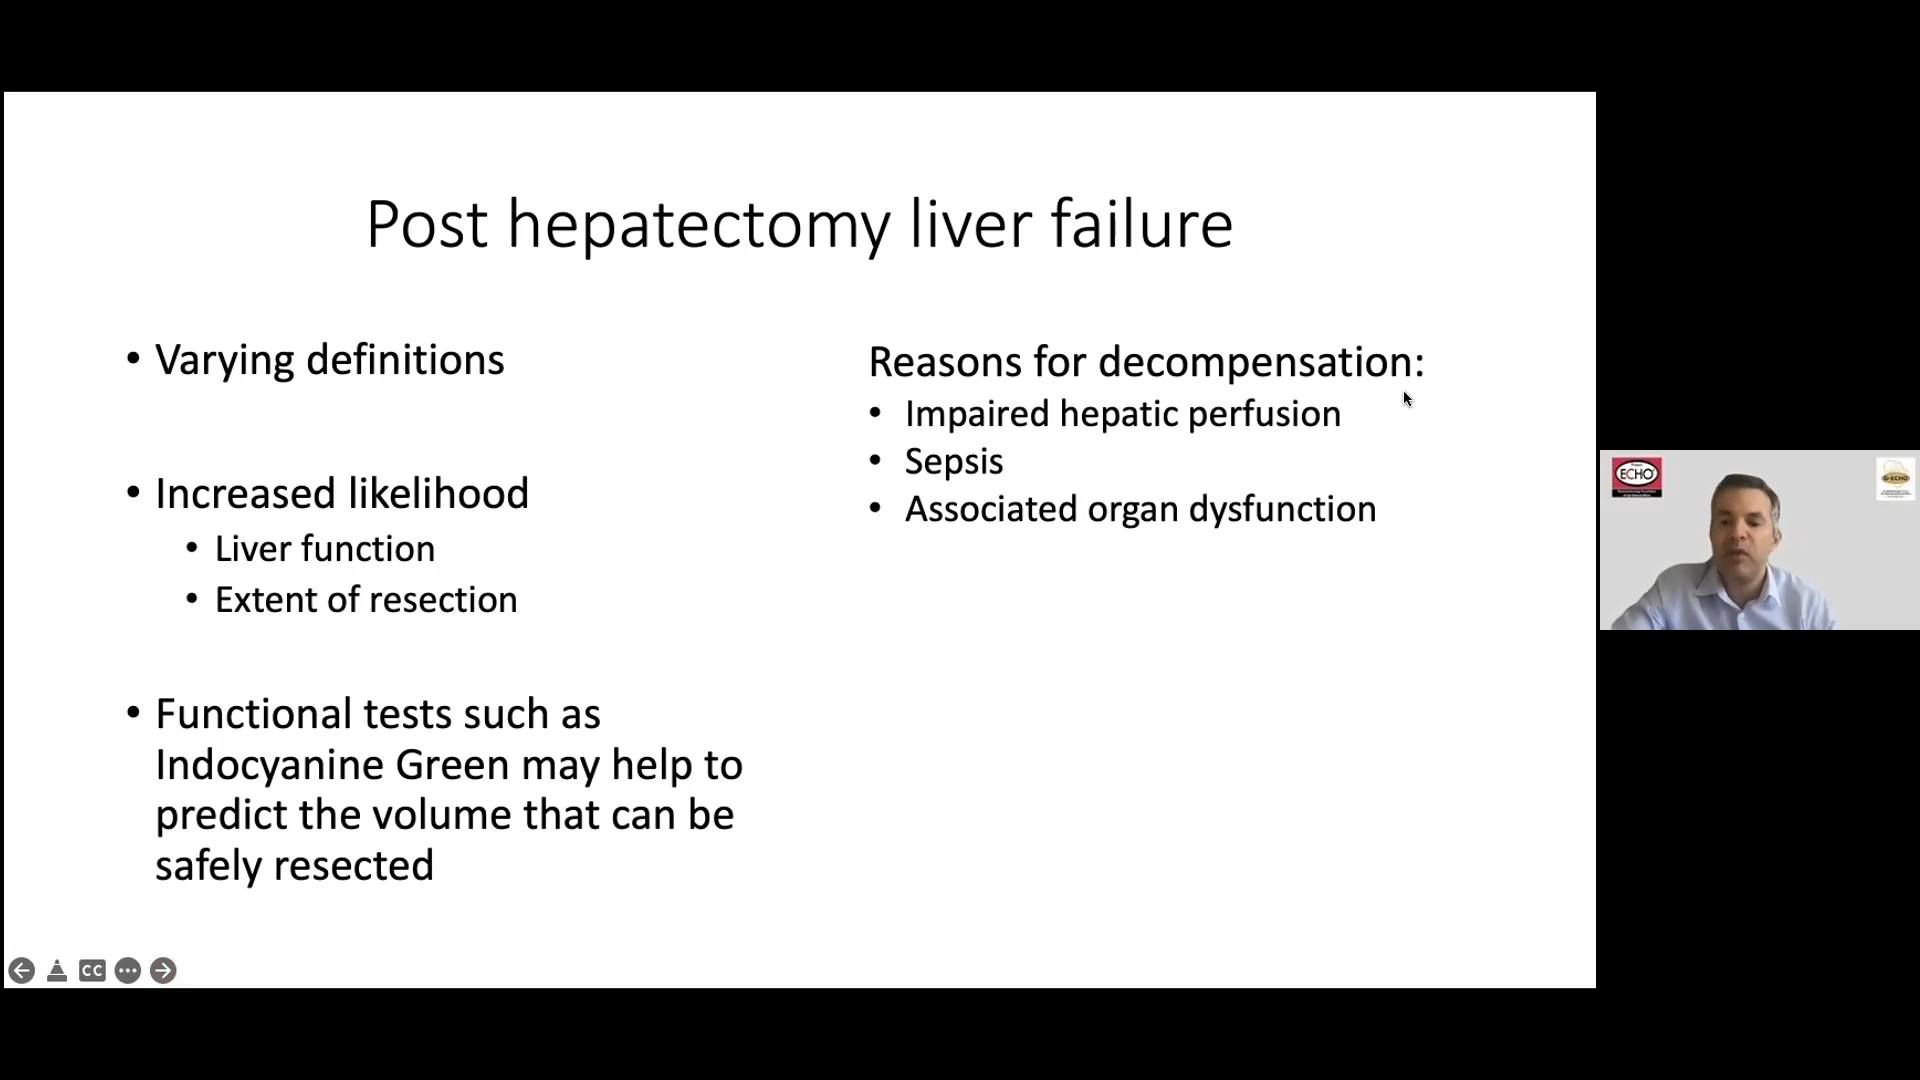 Post hepatectomy liver failure
• Varying definitions
• Increased likelihood
• Liver function
• Extent of resection
• Functional tests such as
Indocyanine Green may help to
predict the volume that can be
safely resected
Reasons for decompensation:
• Impaired hepatic perfusion
• Sepsis
• Associated organ dysfunction
CC
ECHO
G-ECHO